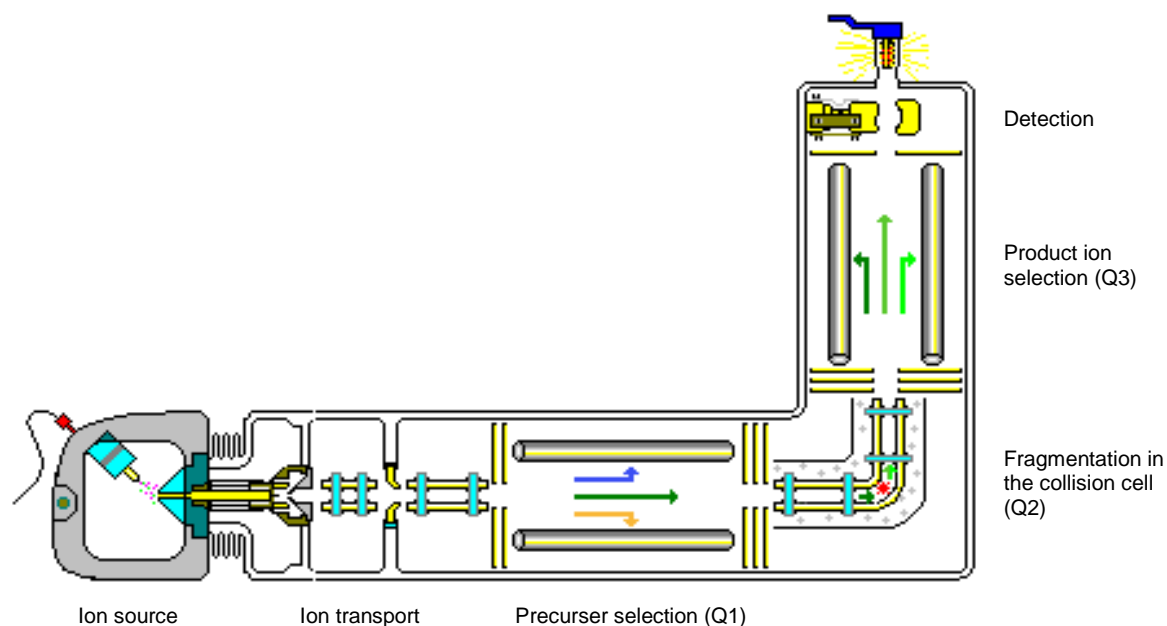 Detection
Product ion
selection (Q3)
Fragmentation in
the collision cell
(Q2)
Ion source
Ion transport
Precurser selection (Q1)